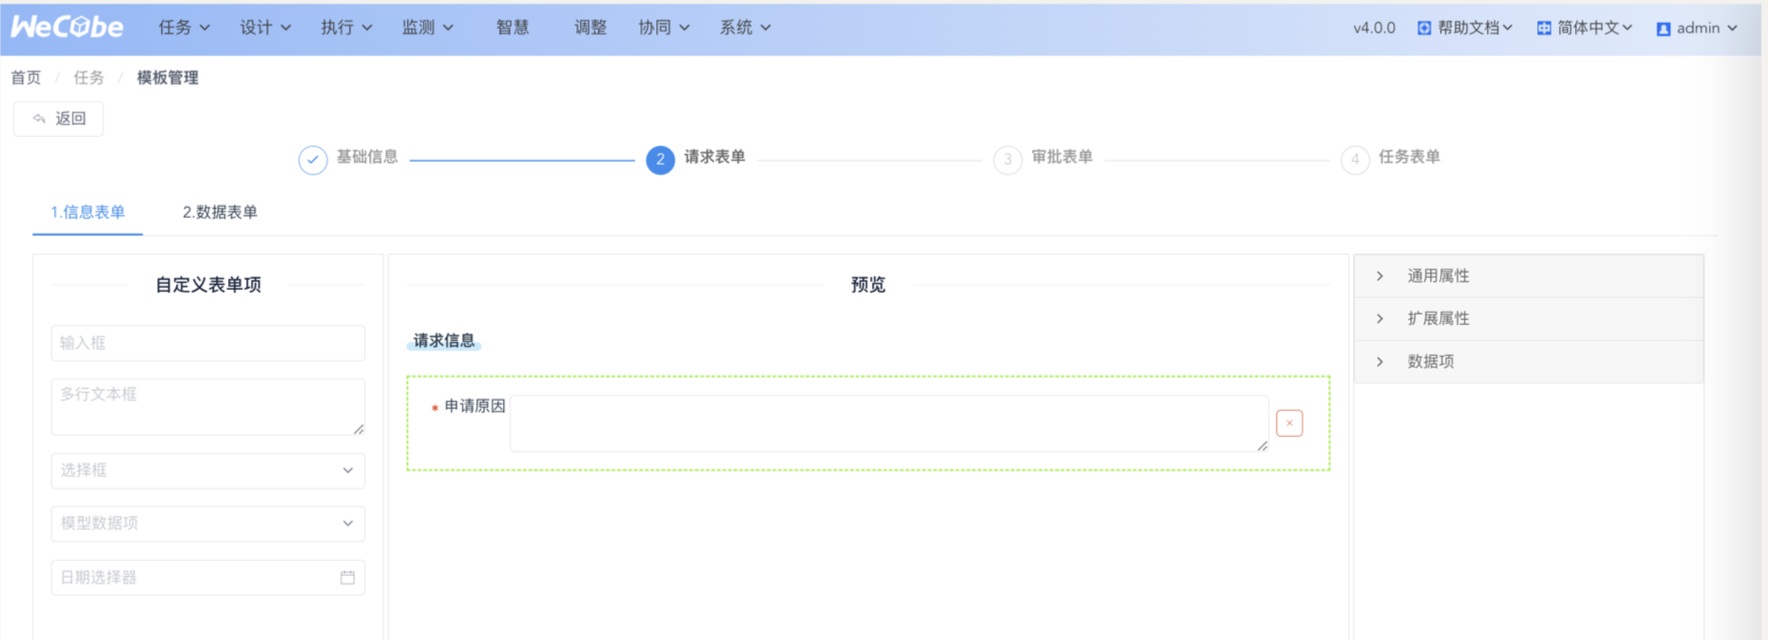 WeCube 任务 设计 执行 监测 智慧 调整 协同 系统 v4.0.0 帮助文档 简体中文 admin
首页 / 任务 / 模板管理
返回
基础信息 2 请求表单 3 审批表单 4 任务表单
1.信息表单 2.数据表单
自定义表单项
输入框
多行文本框
选择框
模型数据项
日期选择器
预览
请求信息
* 申请原因
通用属性
扩展属性
数据项